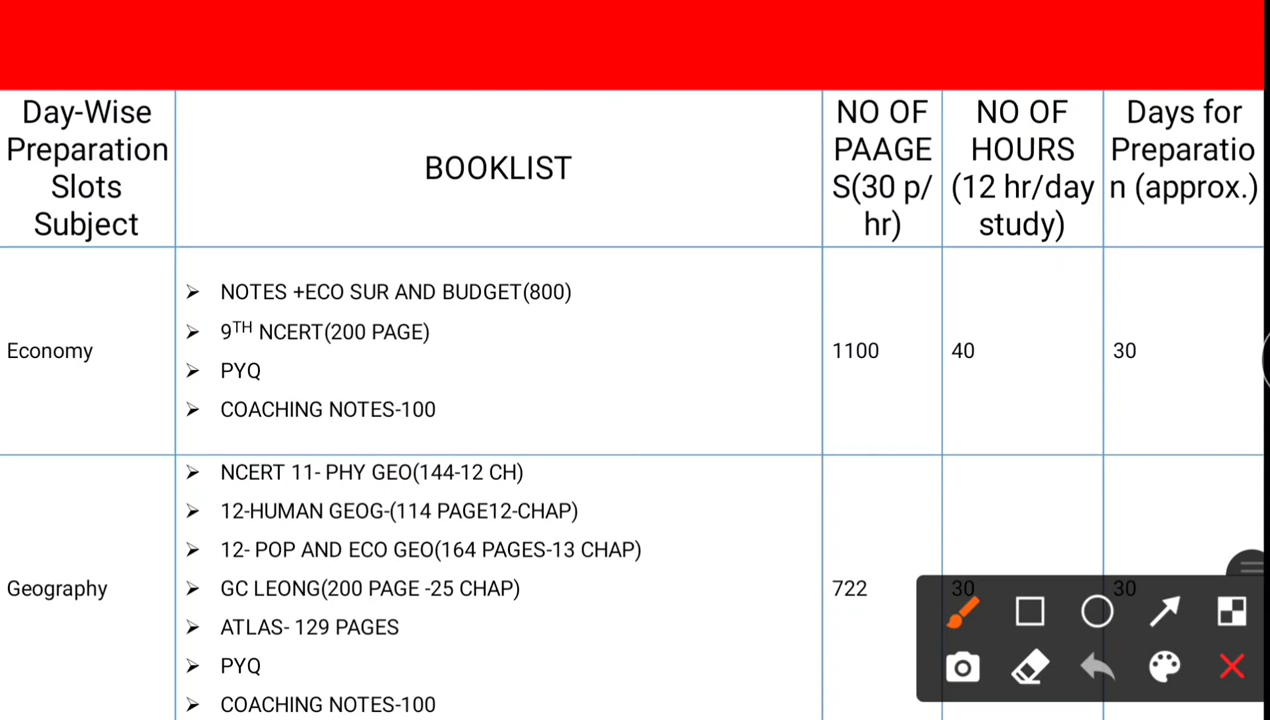 Day-Wise
Preparation
Slots
Subject
BOOKLIST
NO OF
PAAGE
S(30 p/
hr)
NO OF
HOURS
(12 hr/day
study)
Days for
Preparatio
n (approx.)
Economy
➢ NOTES +ECO SUR AND BUDGET(800)
➢ 9TH NCERT(200 PAGE)
➢ PYQ
➢ COACHING NOTES-100
1100
40
30
Geography
➢ NCERT 11- PHY GEO(144-12 CH)
➢ 12-HUMAN GEOG-(114 PAGE12-CHAP)
➢ 12- POP AND ECO GEO(164 PAGES-13 CHAP)
➢ GC LEONG(200 PAGE -25 CHAP)
➢ ATLAS- 129 PAGES
➢ PYQ
➢ COACHING NOTES-100
722
30
30